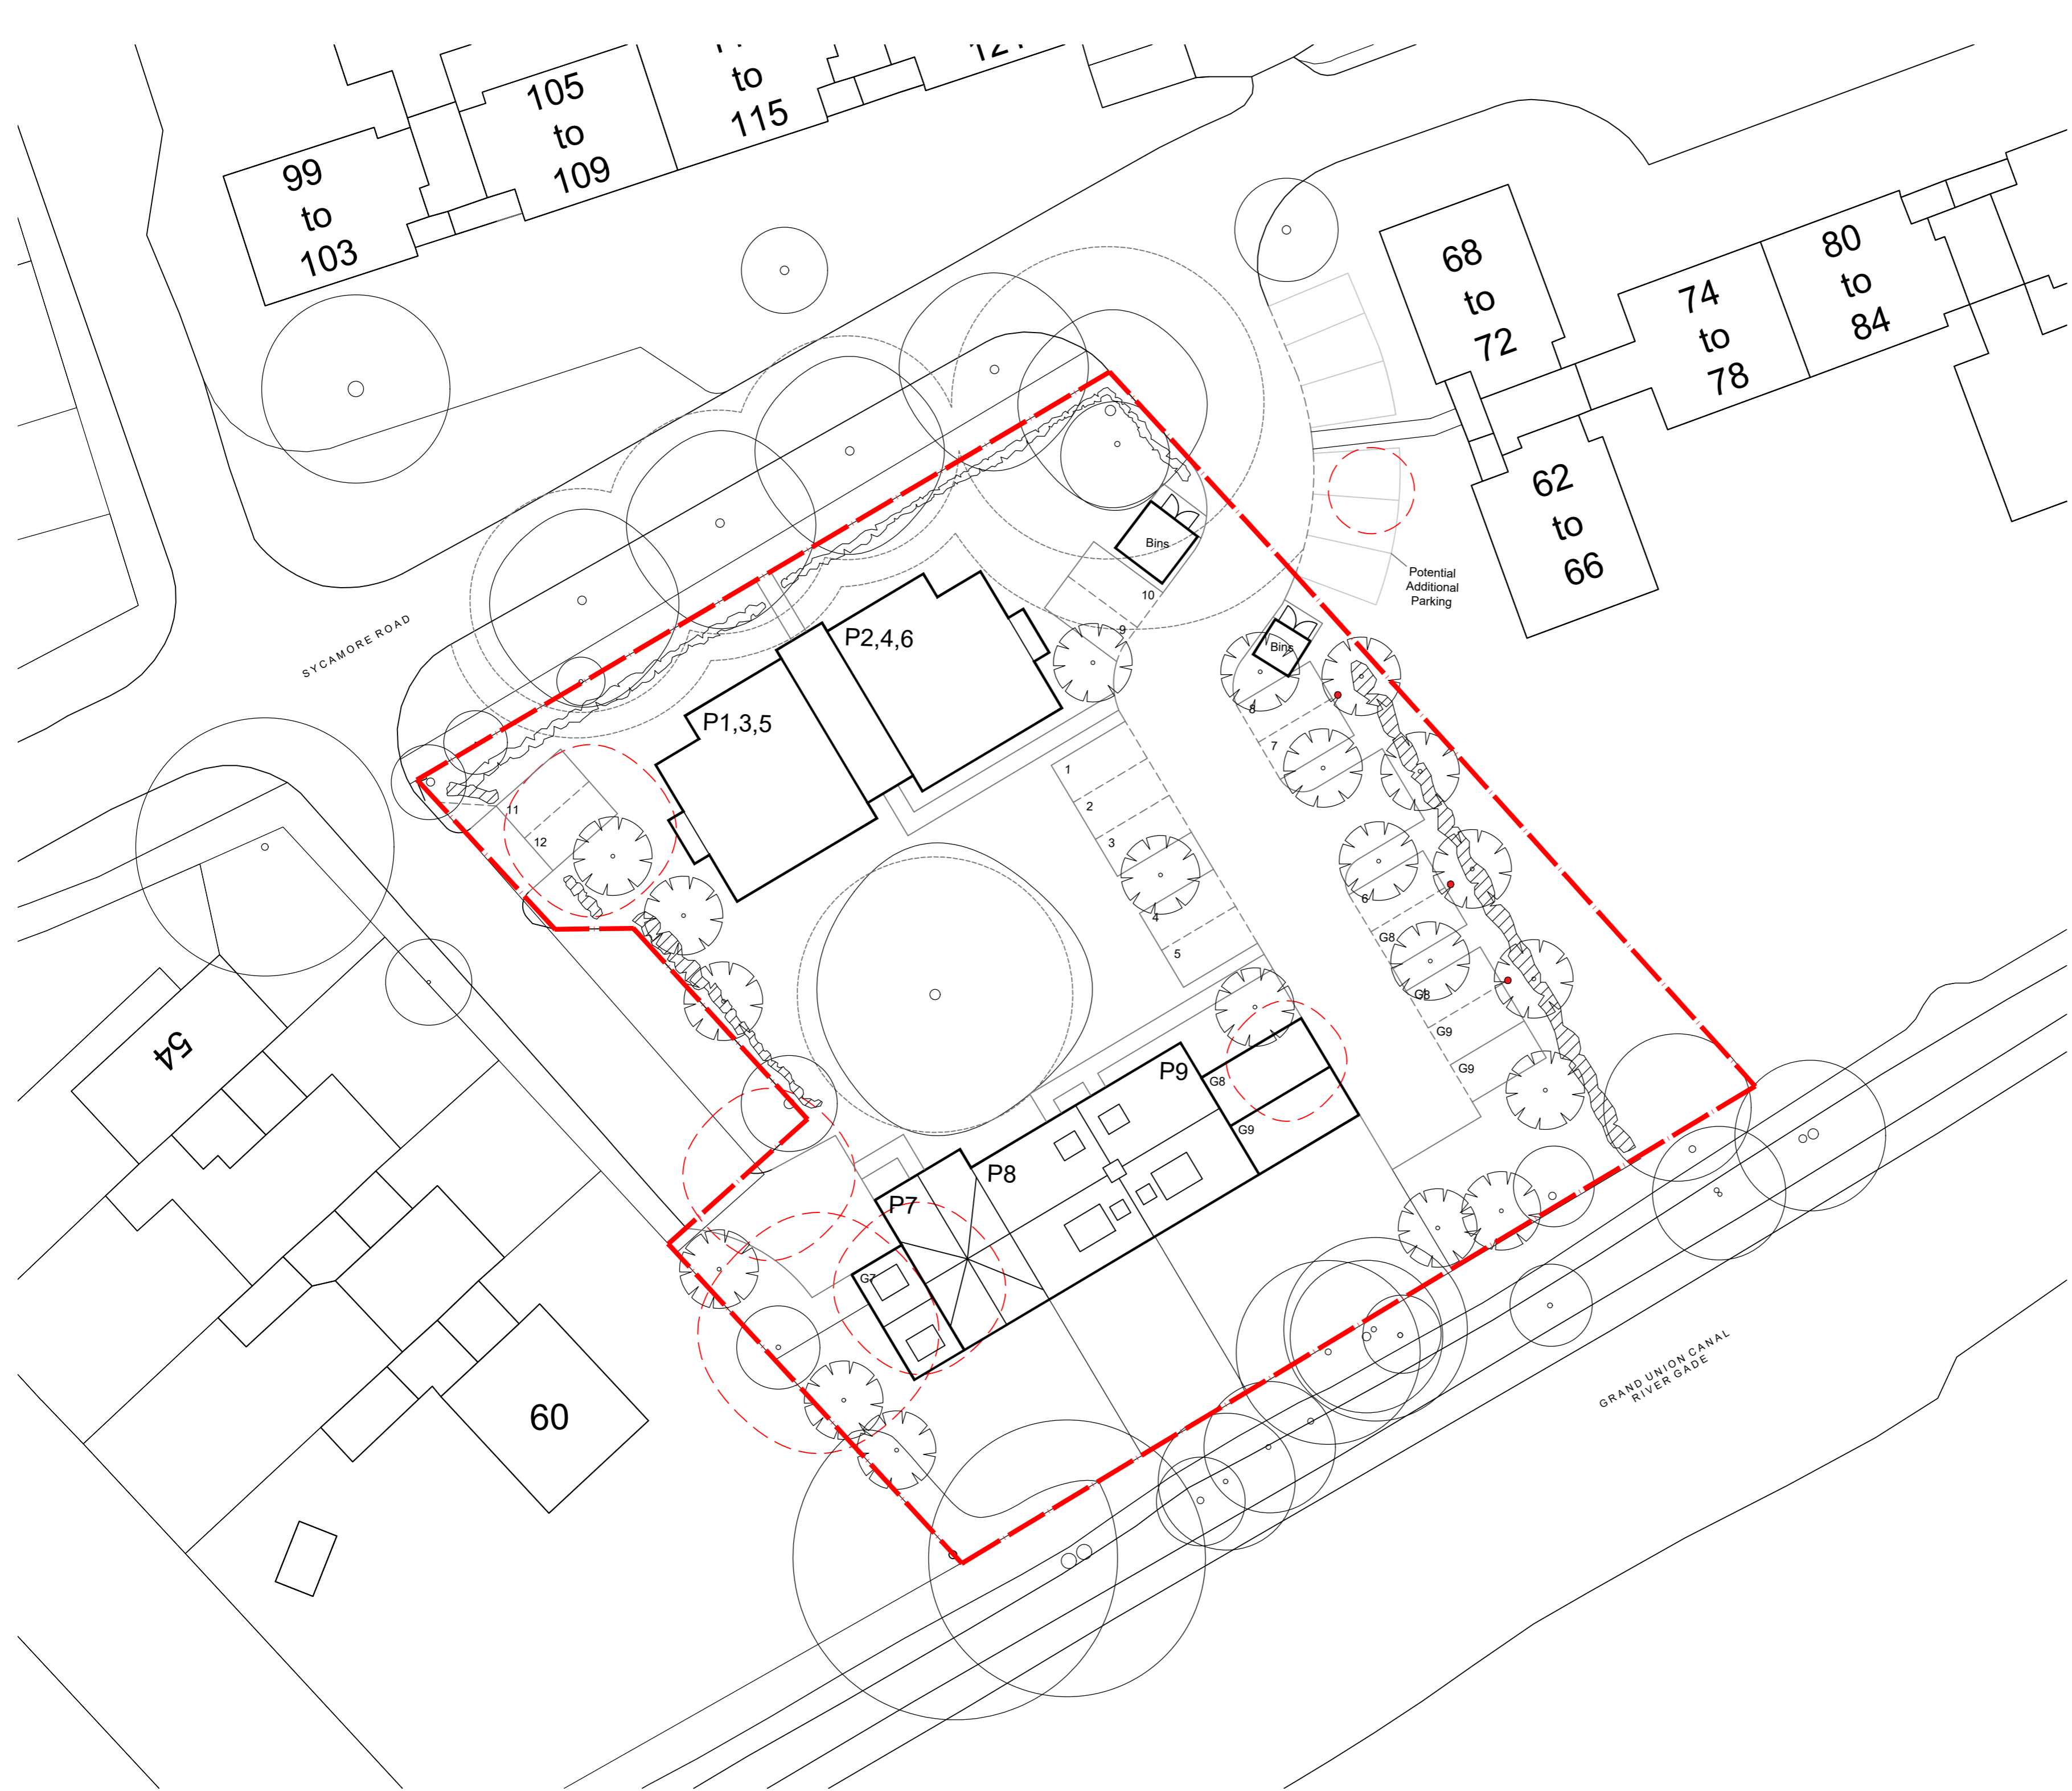 105
to
109
to
115
99
to
103
68
to
72
80
to
84
74
to
78
62
to
66
Bins
Potential
Additional
Parking
10
9
SYCAMORE ROAD
P2,4,6
Bins
8
7
P1,3,5
1
2
3
4
5
11
12
6
G8
G8
G9
G9
54
P9
G8
G9
P8
P7
G7
60
GRAND UNION CANAL
RIVER GADE